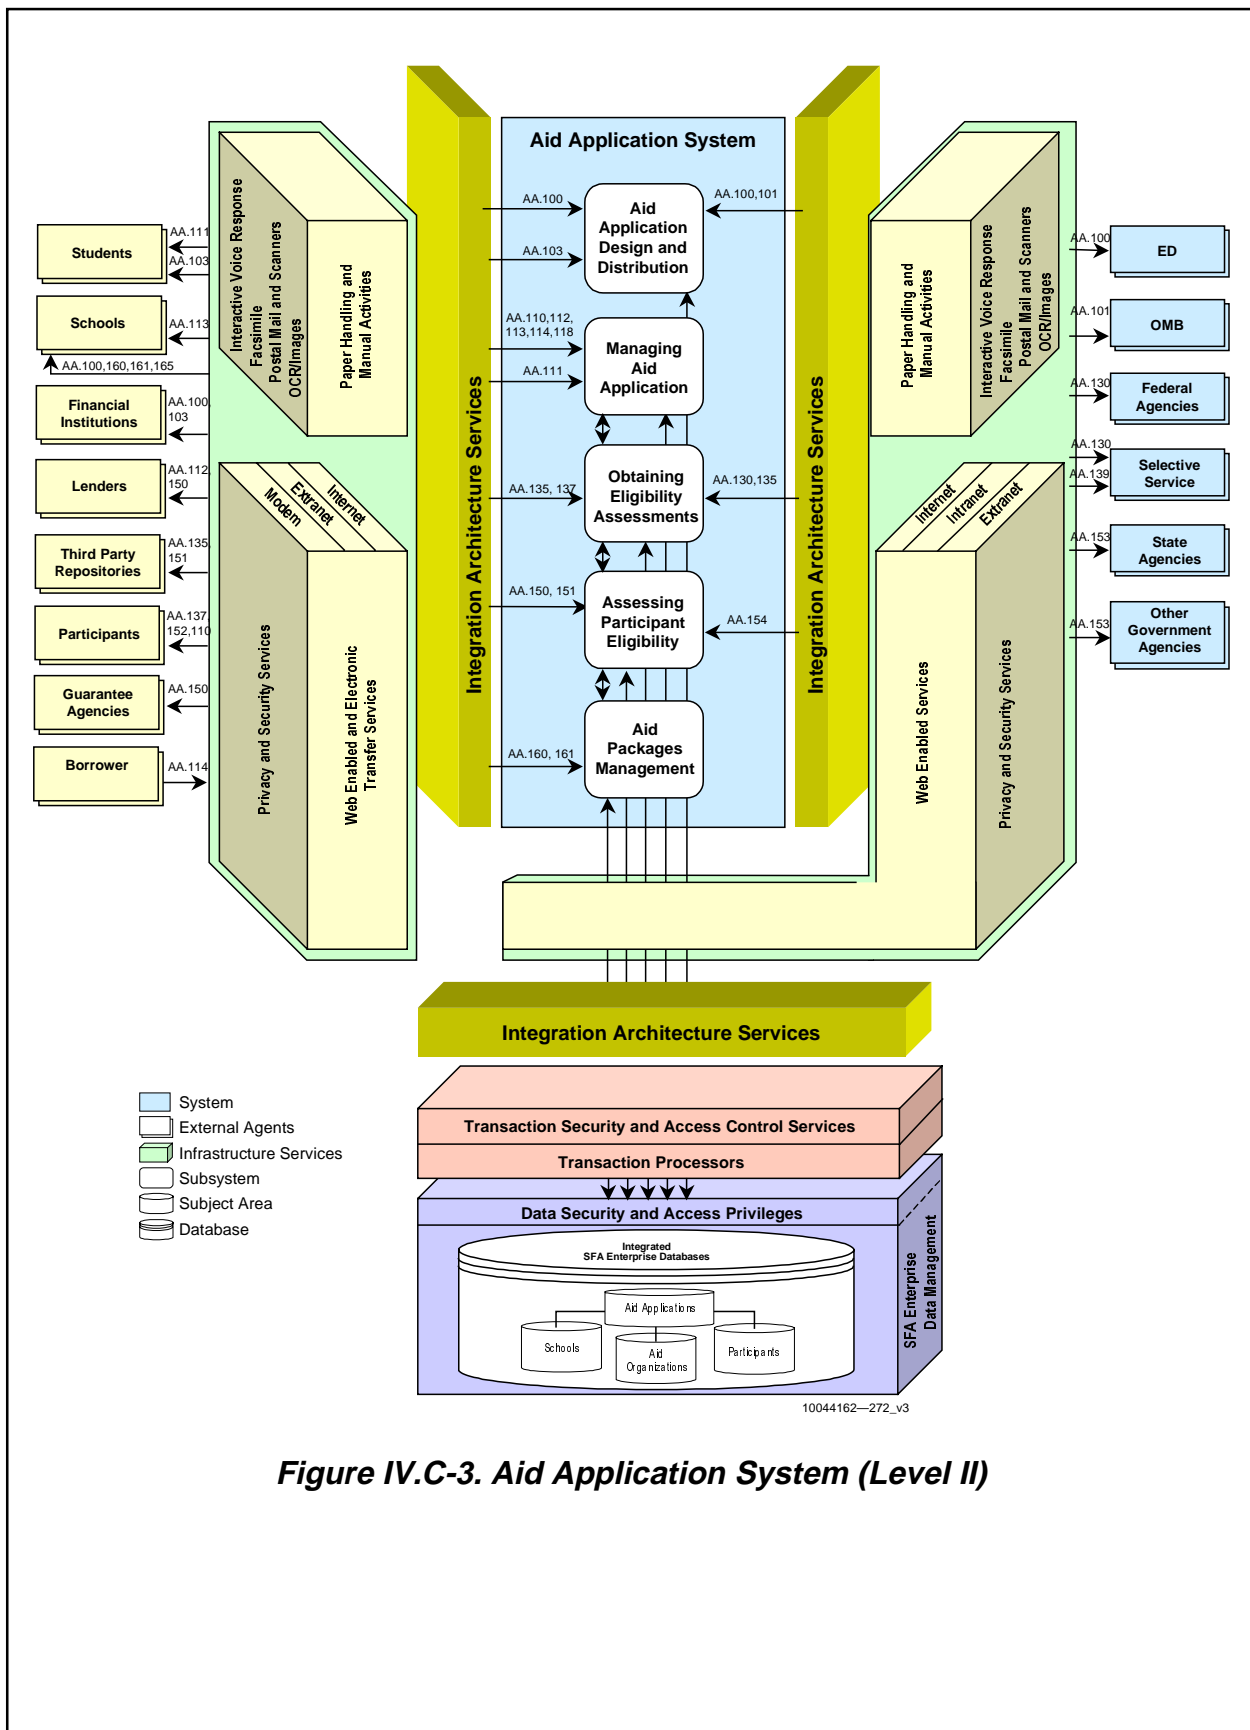 Aid Application System
AA.100
AA.100,101
Aid
Application
Design and
Distribution
AA.103
AA.110,112,
113,114,118
AA.111
Managing
Aid
Application
AA.135, 137
AA.130,135
Obtaining
Eligibility
Assessments
AA.150, 151
AA.154
Assessing
Participant
Eligibility
AA.160, 161
Aid
Packages
Management
Integration Architecture Services
Integration Architecture Services
Interactive Voice Response
Facsimile
Postal Mail and Scanners
OCR/Images
Paper Handling and
Manual Activities
Modem
Extranet
Internet
Privacy and Security Services
Web Enabled and Electronic
Transfer Services
Students
AA.111
AA.103
Schools
AA.113
AA.100,160,161,165
Financial
Institutions
AA.100,
103
Lenders
AA.112,
150
Third Party
Repositories
AA.135,
151
Participants
AA.137,
152,110
Guarantee
Agencies
AA.150
Borrower
AA.114
Paper Handling and
Manual Activities
Interactive Voice Response
Facsimile
Postal Mail and Scanners
OCR/Images
Internet
Intranet
Extranet
Web Enabled Services
Privacy and Security Services
AA.100
ED
AA.101
OMB
AA.130
Federal
Agencies
AA.130
AA.139
Selective
Service
AA.153
State
Agencies
AA.153
Other
Government
Agencies
Integration Architecture Services
Transaction Security and Access Control Services
Transaction Processors
Data Security and Access Privileges
Integrated
SFA Enterprise Databases
Aid Applications
Schools
Aid
Organizations
Participants
SFA Enterprise
Data Management
System
External Agents
Infrastructure Services
Subsystem
Subject Area
Database
10044162—272_v3
Figure IV.C-3. Aid Application System (Level II)